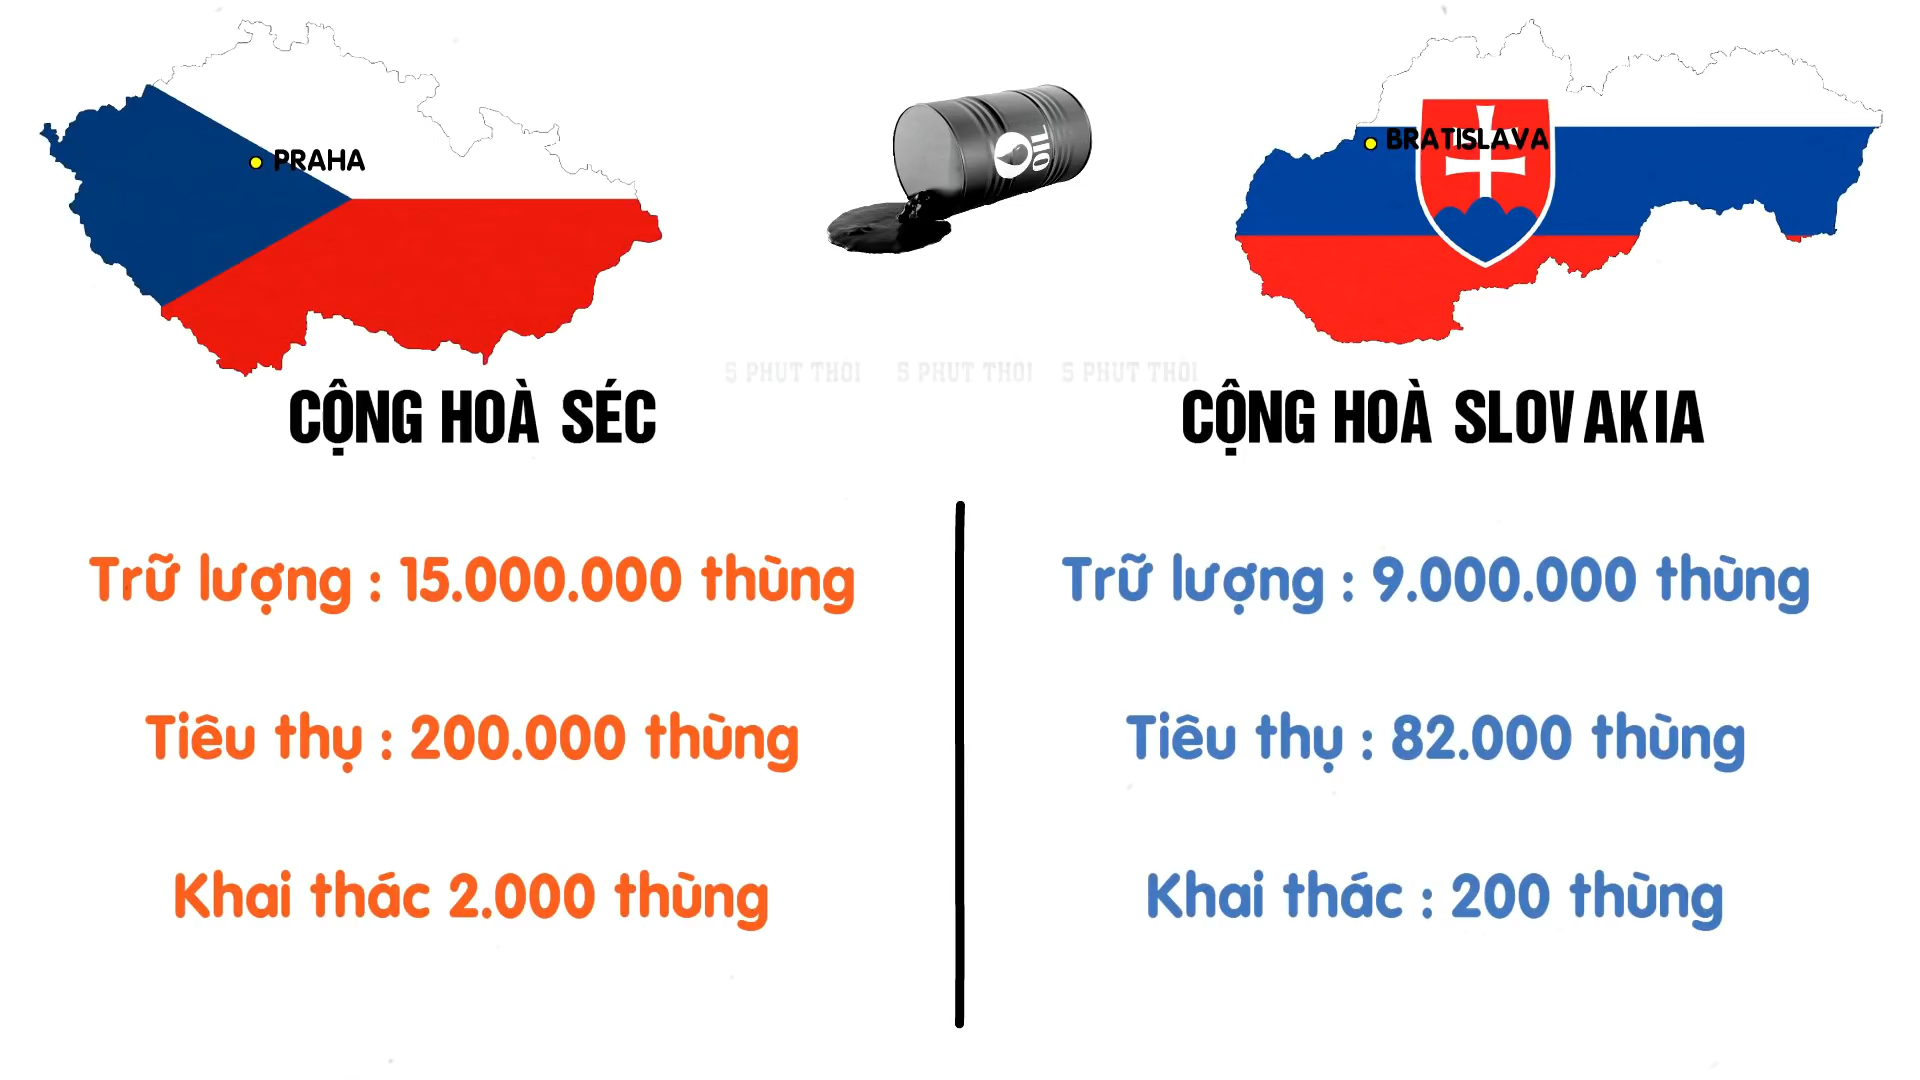 PRAHA
OIL
BRATISLAVA
5 PHUT THOI 5 PHUT THOI 5 PHUT THOI
CỘNG HOÀ SÉC
CỘNG HOÀ SLOVAKIA
Trữ lượng : 15.000.000 thùng
Tiêu thụ : 200.000 thùng
Khai thác 2.000 thùng
Trữ lượng : 9.000.000 thùng
Tiêu thụ : 82.000 thùng
Khai thác : 200 thùng